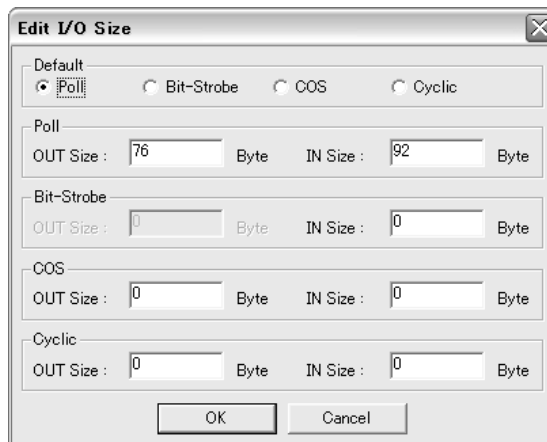 Edit I/O Size
Default
Poll Bit-Strobe COS Cyclic
Poll
OUT Size : 76 Byte IN Size : 92 Byte
Bit-Strobe
OUT Size : 0 Byte IN Size : 0 Byte
COS
OUT Size : 0 Byte IN Size : 0 Byte
Cyclic
OUT Size : 0 Byte IN Size : 0 Byte
OK Cancel